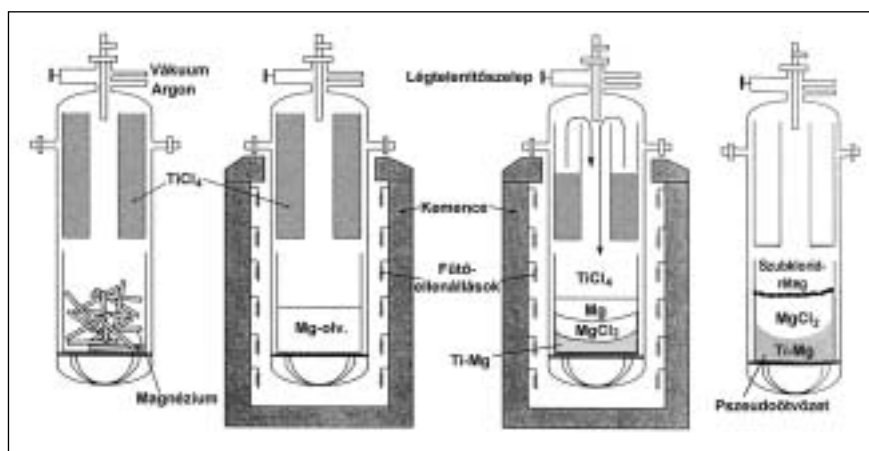 Vákuum
Argon
TiCl4
Magnézium
Mg-olv.
Légtelenítőszelep
Kemence
Fűtő-
ellenállások
TiCl4
Mg
MgCl2
Ti-Mg
Szubklorid-
réteg
MgCl2
Ti-Mg
Pszeudoötvözet